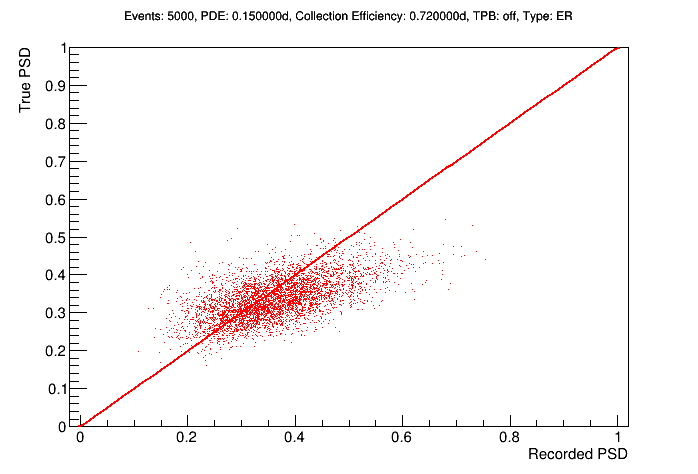 Events: 5000, PDE: 0.150000d, Collection Efficiency: 0.720000d, TPB: off, Type: ER
True PSD
1
0.9
0.8
0.7
0.6
0.5
0.4
0.3
0.2
0.1
0
0 0.2 0.4 0.6 0.8 1
Recorded PSD